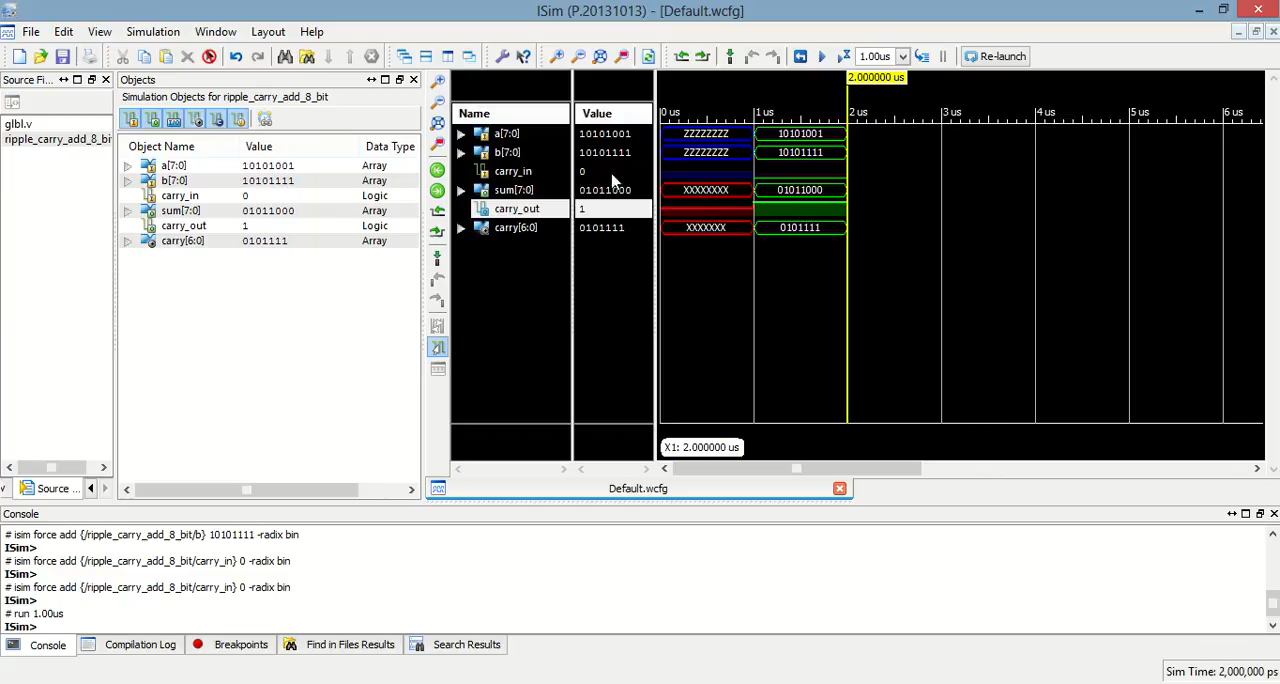 ISim (P.20131013) - [Default.wcfg]
File Edit View Simulation Window Layout Help
1.00us
Re-launch
Source Fi...
glbl.v
ripple_carry_add_8_bi
Source ...
Objects
Simulation Objects for ripple_carry_add_8_bit
Object Name Value Data Type
a[7:0] 10101001 Array
b[7:0] 10101111 Array
carry_in 0 Logic
sum[7:0] 01011000 Array
carry_out 1 Logic
carry[6:0] 0101111 Array
2.000000 us
Name Value 0 us 1 us 2 us 3 us 4 us 5 us 6 us
a[7:0] 10101001 ZZZZZZZZ 10101001
b[7:0] 10101111 ZZZZZZZZ 10101111
carry_in 0
sum[7:0] 01011000 XXXXXXXX 01011000
carry_out 1
carry[6:0] 0101111 XXXXXXX 0101111
X1: 2.000000 us
Default.wcfg
Console
# isim force add {/ripple_carry_add_8_bit/b} 10101111 -radix bin
ISim>
# isim force add {/ripple_carry_add_8_bit/carry_in} 0 -radix bin
ISim>
# isim force add {/ripple_carry_add_8_bit/carry_in} 0 -radix bin
ISim>
# run 1.00us
ISim>
Console Compilation Log Breakpoints Find in Files Results Search Results
Sim Time: 2,000,000 ps